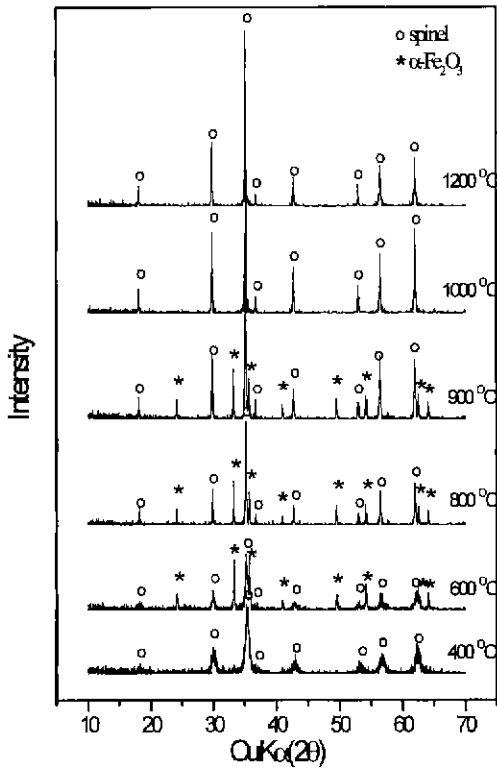 o spinel
* α-Fe₂O₃
1200 °C
1000 °C
900 °C
800 °C
600 °C
400 °C
Intensity
10 20 30 40 50 60 70
CuKα(2θ)